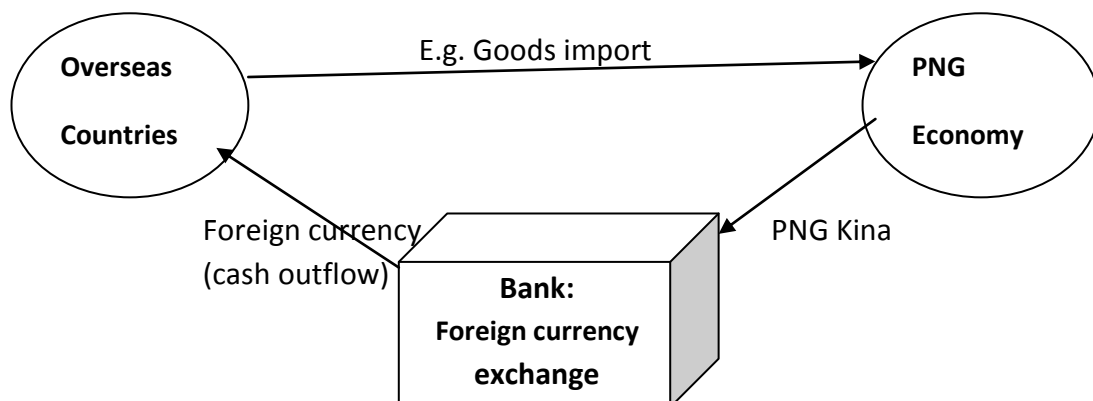 E.g. Goods import
Overseas
Countries
PNG
Economy
Foreign currency
(cash outflow)
PNG Kina
Bank:
Foreign currency
exchange